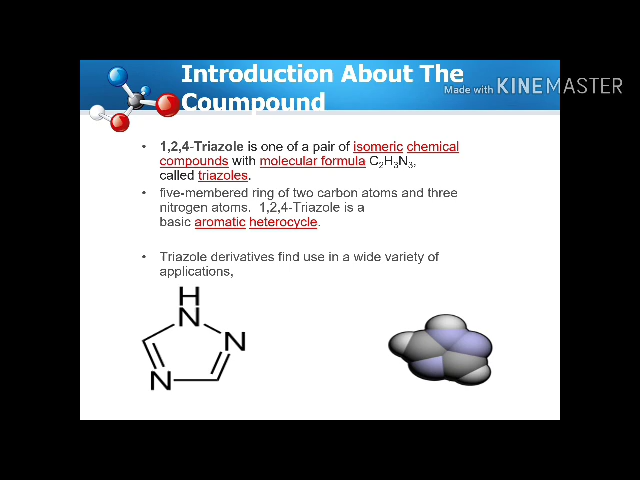 Introduction About The
Made with KINEMASTER
Coumpound
• 1,2,4-Triazole is one of a pair of isomeric chemical
compounds with molecular formula C₂H₃N₃,
called triazoles.
• five-membered ring of two carbon atoms and three
nitrogen atoms. 1,2,4-Triazole is a
basic aromatic heterocycle.
• Triazole derivatives find use in a wide variety of
applications,
H
N
N
N